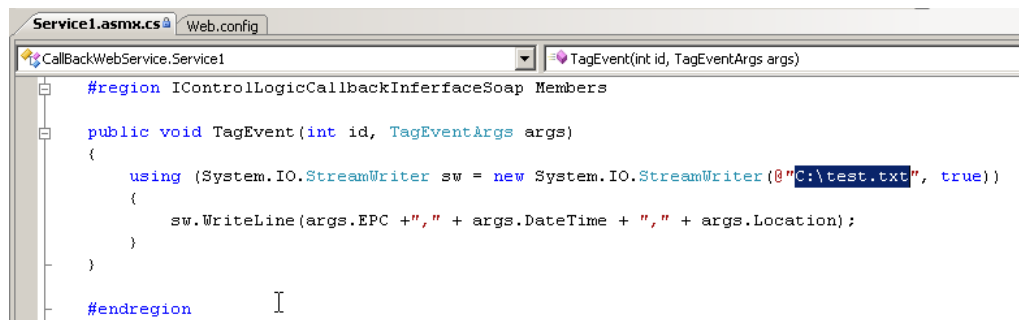 Service1.asmx.cs Web.config
CallBackWebService.Service1 TagEvent(int id, TagEventArgs args)
#region IControlLogicCallbackInferfaceSoap Members
public void TagEvent(int id, TagEventArgs args)
{
using (System.IO.StreamWriter sw = new System.IO.StreamWriter(@"C:\test.txt", true))
{
sw.WriteLine(args.EPC +"," + args.DateTime + "," + args.Location);
}
}
#endregion